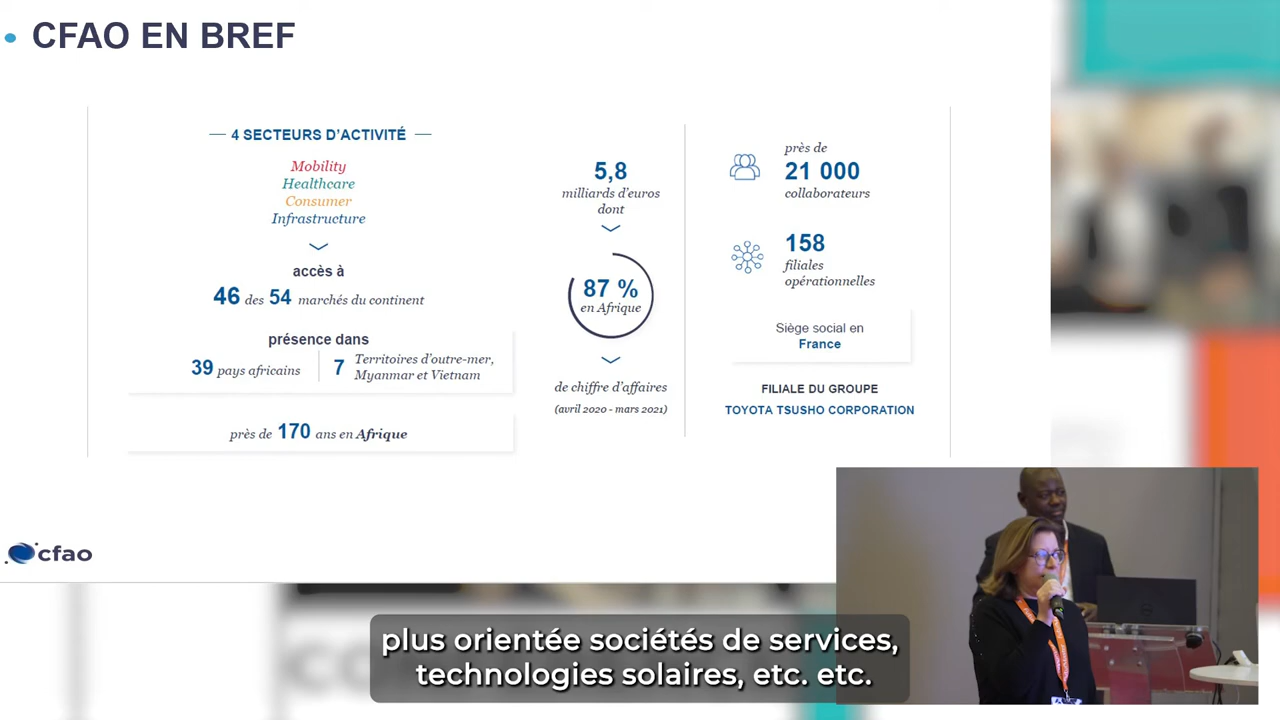 • CFAO EN BREF
4 SECTEURS D'ACTIVITÉ
Mobility
Healthcare
Consumer
Infrastructure
accès à
46 des 54 marchés du continent
présence dans
39 pays africains
7 Territoires d'outre-mer,
Myanmar et Vietnam
près de 170 ans en Afrique
5,8
milliards d'euros
dont
87 %
en Afrique
de chiffre d'affaires
(avril 2020 - mars 2021)
près de
21 000
collaborateurs
158
filiales
opérationnelles
Siège social en
France
FILIALE DU GROUPE
TOYOTA TSUSHO CORPORATION
cfao
plus orientée sociétés de services,
technologies solaires, etc. etc.